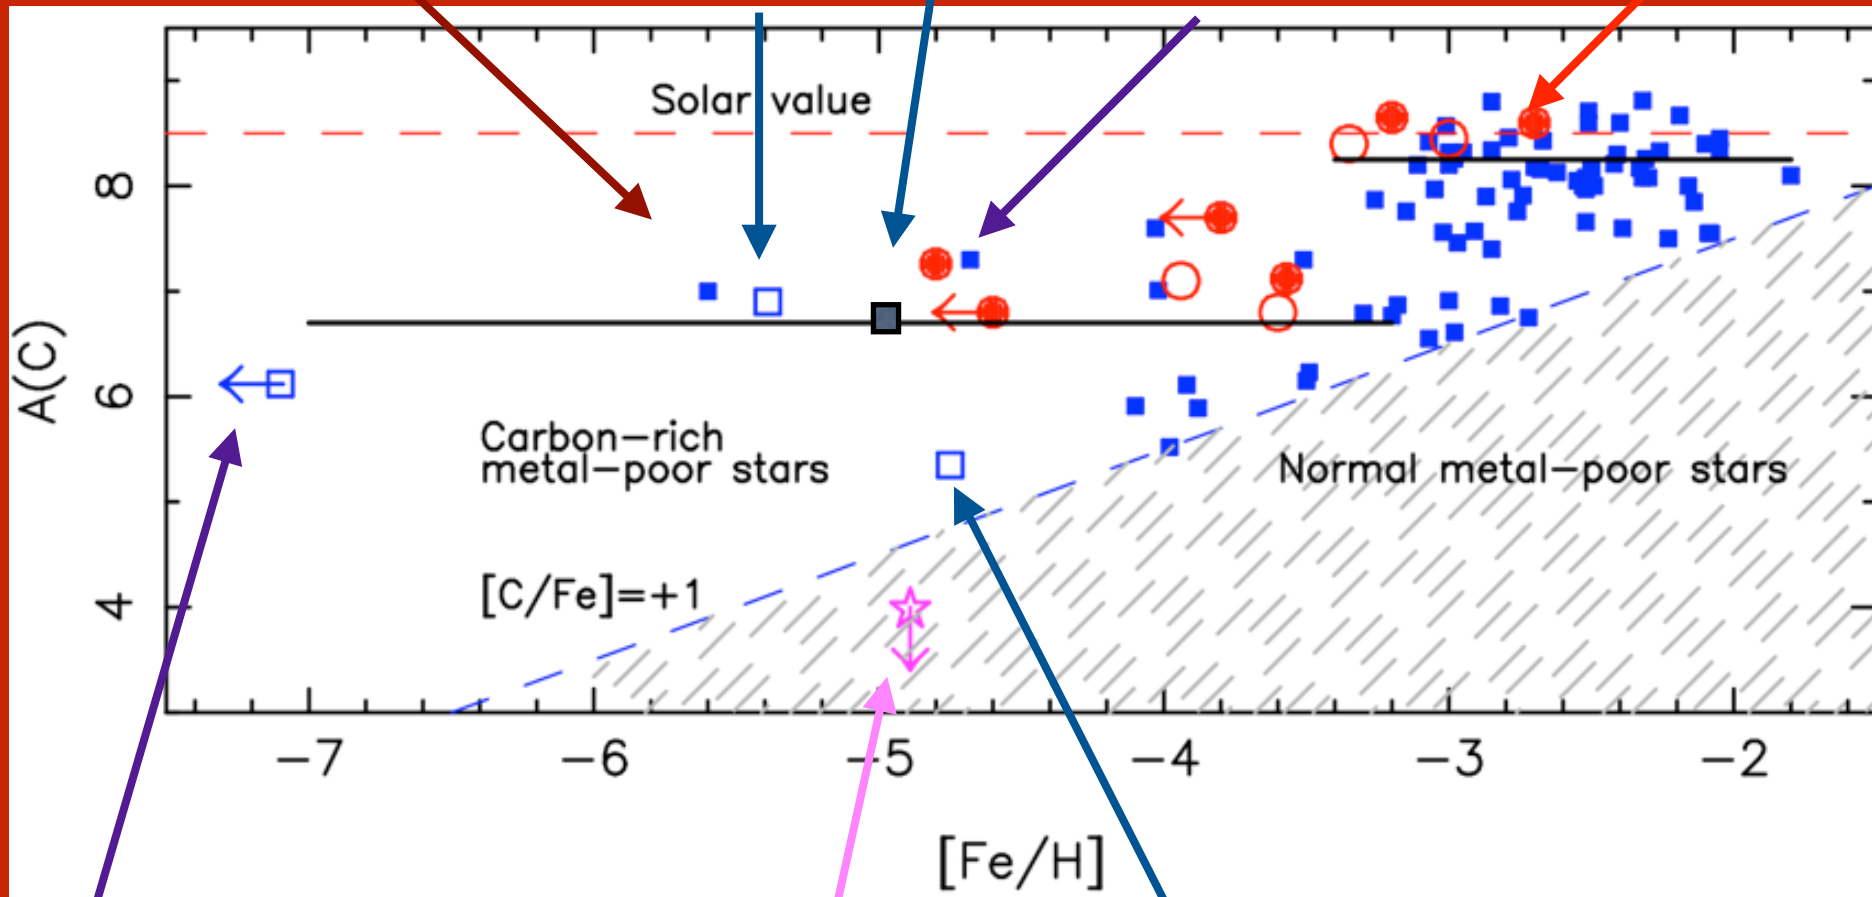 Solar value
8
6
4
A(C)
Carbon-rich
metal-poor stars
Normal metal-poor stars
[C/Fe]=+1
-7 -6 -5 -4 -3 -2
[Fe/H]